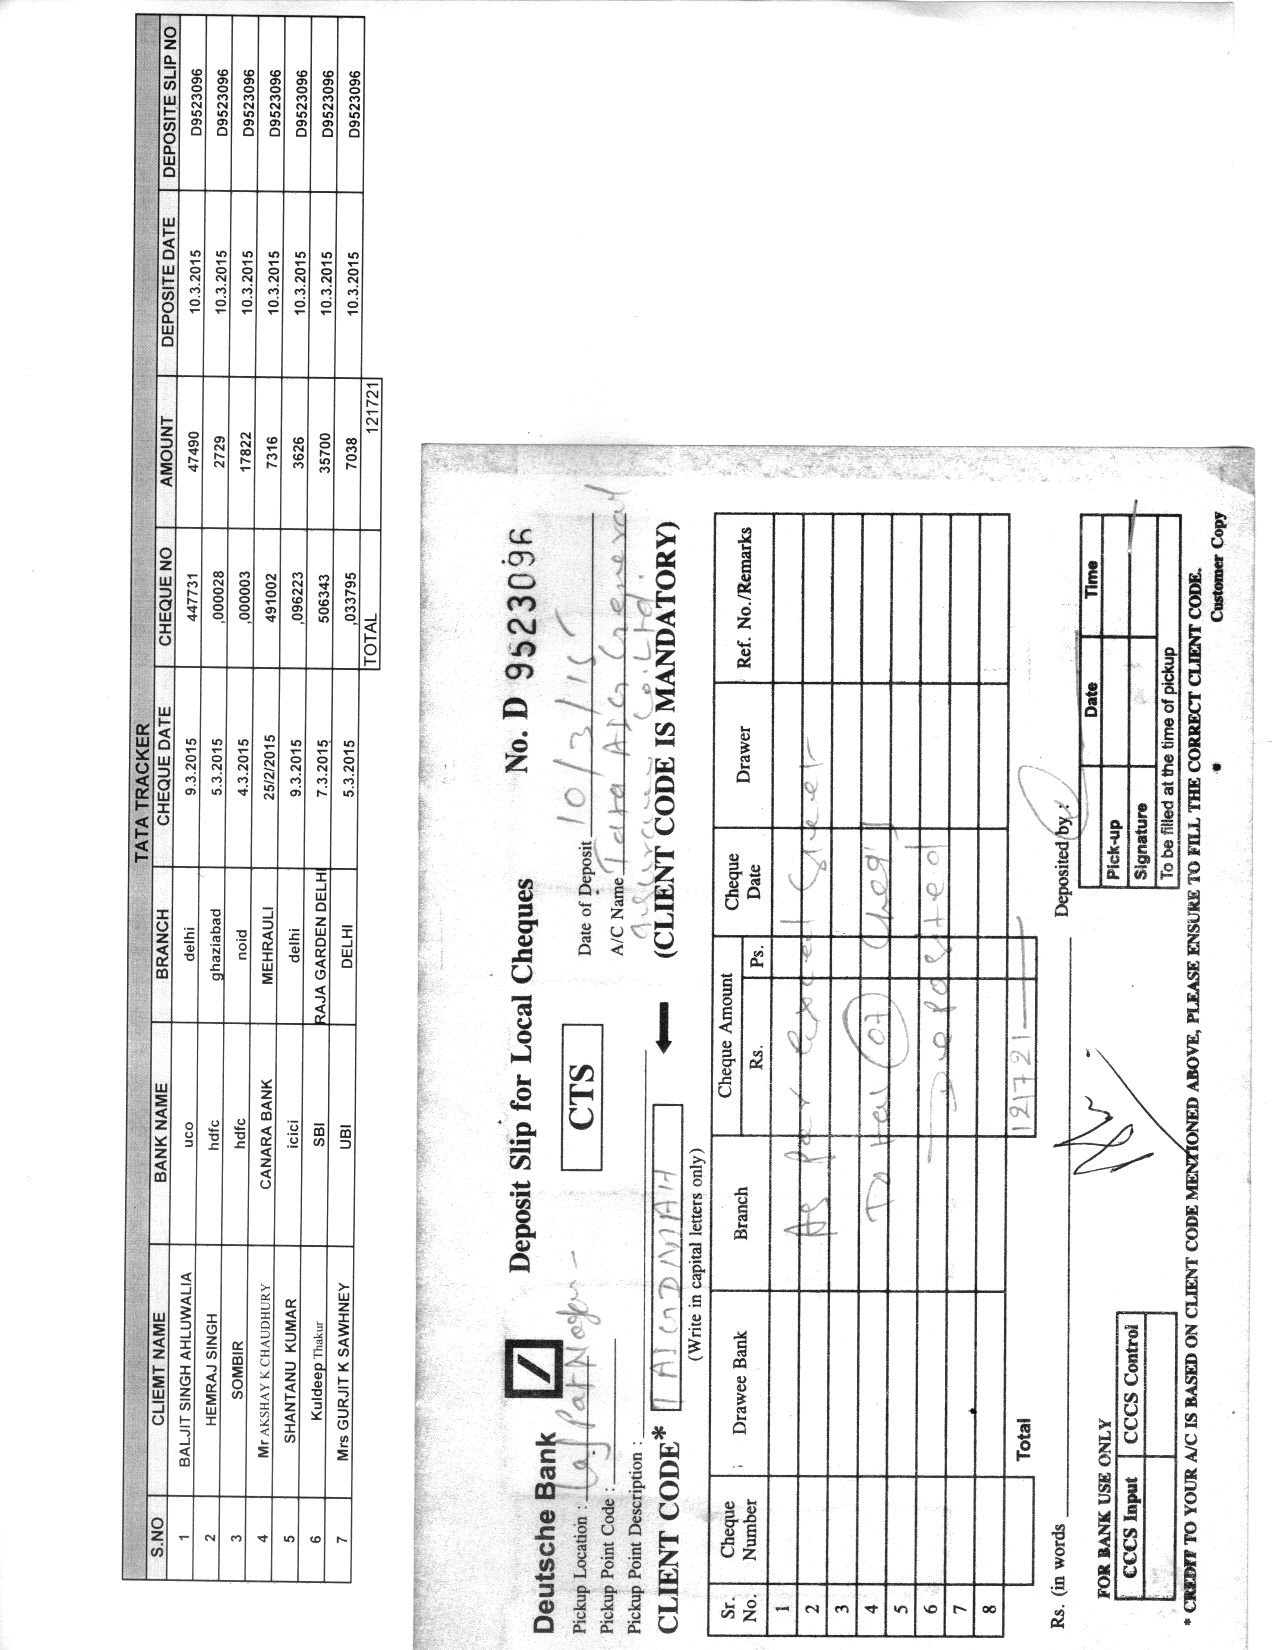 TATA TRACKER
S.NO CLIEMT NAME BANK NAME BRANCH CHEQUE DATE CHEQUE NO AMOUNT DEPOSITE DATE DEPOSITE SLIP NO
1 BALJIT SINGH AHLUWALIA uco delhi 9.3.2015 447731 47490 10.3.2015 D9523096
2 HEMRAJ SINGH hdfc ghaziabad 5.3.2015 ,000028 2729 10.3.2015 D9523096
3 SOMBIR hdfc noid 4.3.2015 ,000003 17822 10.3.2015 D9523096
4 Mr AKSHAY K CHAUDHURY CANARA BANK MEHRAULI 25/2/2015 491002 7316 10.3.2015 D9523096
5 SHANTANU KUMAR icici delhi 9.3.2015 ,096223 3626 10.3.2015 D9523096
6 Kuldeep Thakur SBI RAJA GARDEN DELHI 7.3.2015 506343 35700 10.3.2015 D9523096
7 Mrs GURJIT K SAWHNEY UBI DELHI 5.3.2015 ,033795 7038 10.3.2015 D9523096
TOTAL 121721
Deutsche Bank Deposit Slip for Local Cheques No. D 9523096
Pickup Location : Laj Pat Nagar - CTS Date of Deposit 10/3/15
Pickup Point Code : A/C Name Tata AIG General
Pickup Point Description : Insurance Co. Ltd.
CLIENT CODE* TAIGDMAH (CLIENT CODE IS MANDATORY)
(Write in capital letters only)
Sr. No. Cheque Number Drawee Bank Branch Cheque Amount Rs. Ps. Cheque Date Drawer Ref. No./Remarks
1
2 As per Excel Sheet
3
4 Total 07 Cheq
5
6 Deposited
7
8
Total 121721
Rs. (in words Deposited by :
FOR BANK USE ONLY
CCCS Input CCCS Control
Date Time
Pick-up
Signature
To be filled at the time of pickup
* CREDIT TO YOUR A/C IS BASED ON CLIENT CODE MENTIONED ABOVE, PLEASE ENSURE TO FILL THE CORRECT CLIENT CODE.
Customer Copy